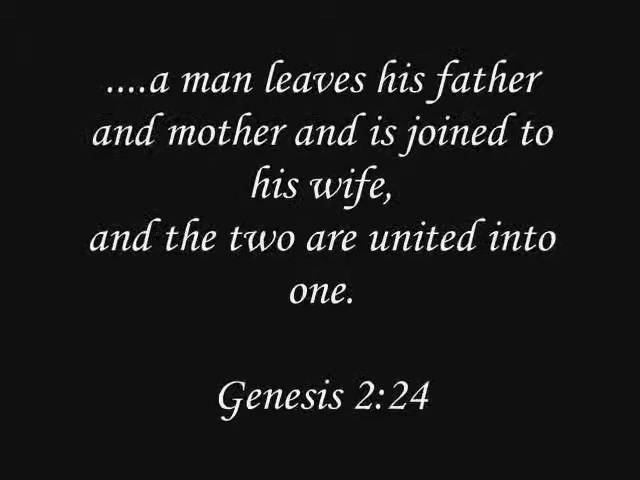 ....a man leaves his father
and mother and is joined to
his wife,
and the two are united into
one.
Genesis 2:24